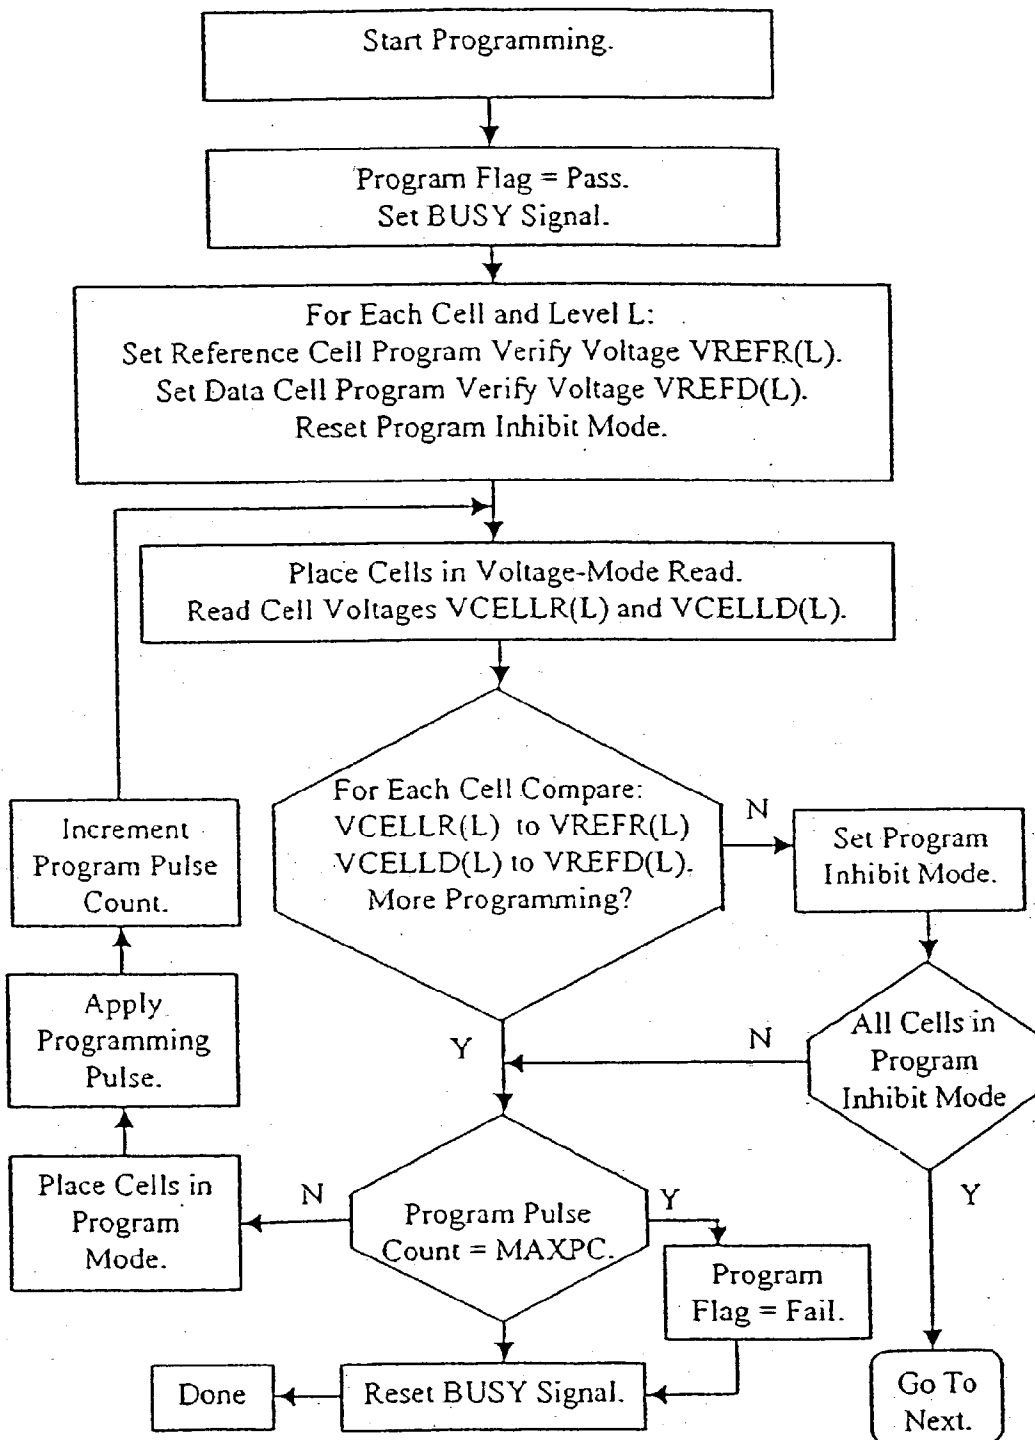 Start Programming.
Program Flag = Pass.
Set BUSY Signal.
For Each Cell and Level L:
Set Reference Cell Program Verify Voltage VREFR(L).
Set Data Cell Program Verify Voltage VREFD(L).
Reset Program Inhibit Mode.
Place Cells in Voltage-Mode Read.
Read Cell Voltages VCELLR(L) and VCELLD(L).
For Each Cell Compare:
VCELLR(L) to VREFR(L)
VCELLD(L) to VREFD(L).
More Programming?
N
Set Program
Inhibit Mode.
Increment
Program Pulse
Count.
Apply
Programming
Pulse.
Y
N
All Cells in
Program
Inhibit Mode
Place Cells in
Program
Mode.
N
Program Pulse
Count = MAXPC.
Y
Y
Program
Flag = Fail.
Done
Reset BUSY Signal.
Go To
Next.